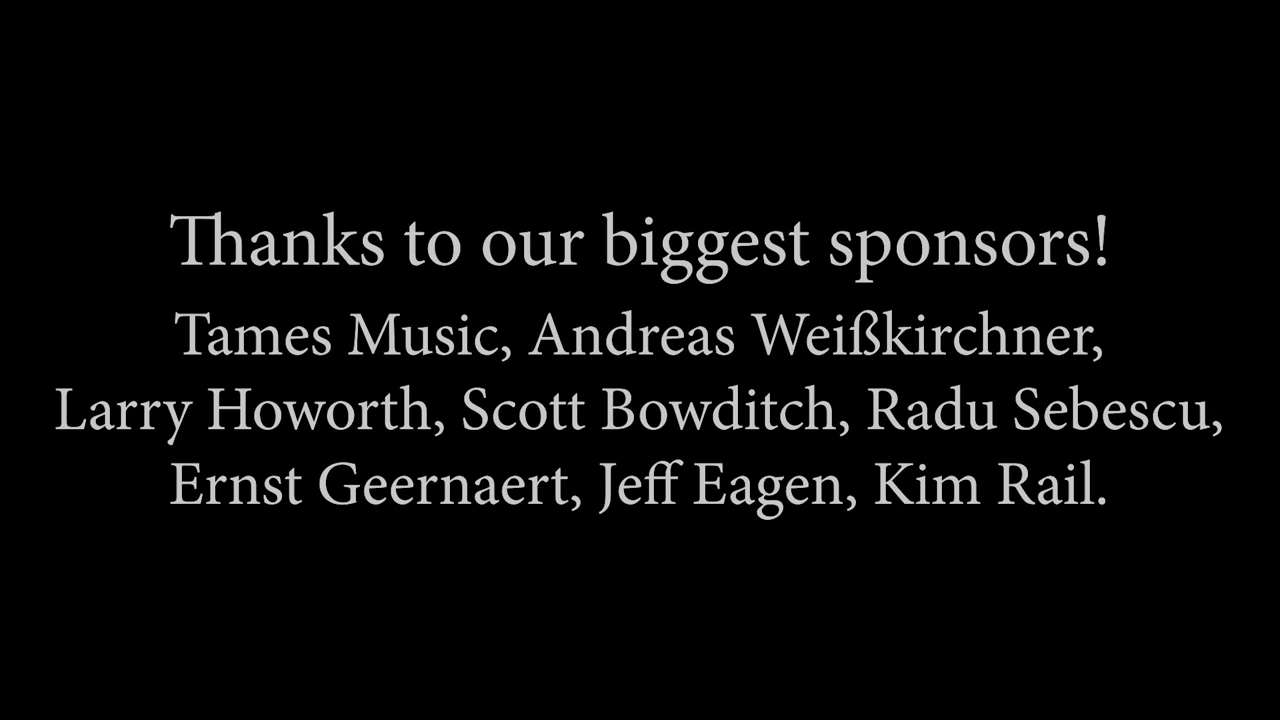 Thanks to our biggest sponsors!
Tames Music, Andreas Weißkirchner,
Larry Howorth, Scott Bowditch, Radu Sebescu,
Ernst Geernaert, Jeff Eagen, Kim Rail.